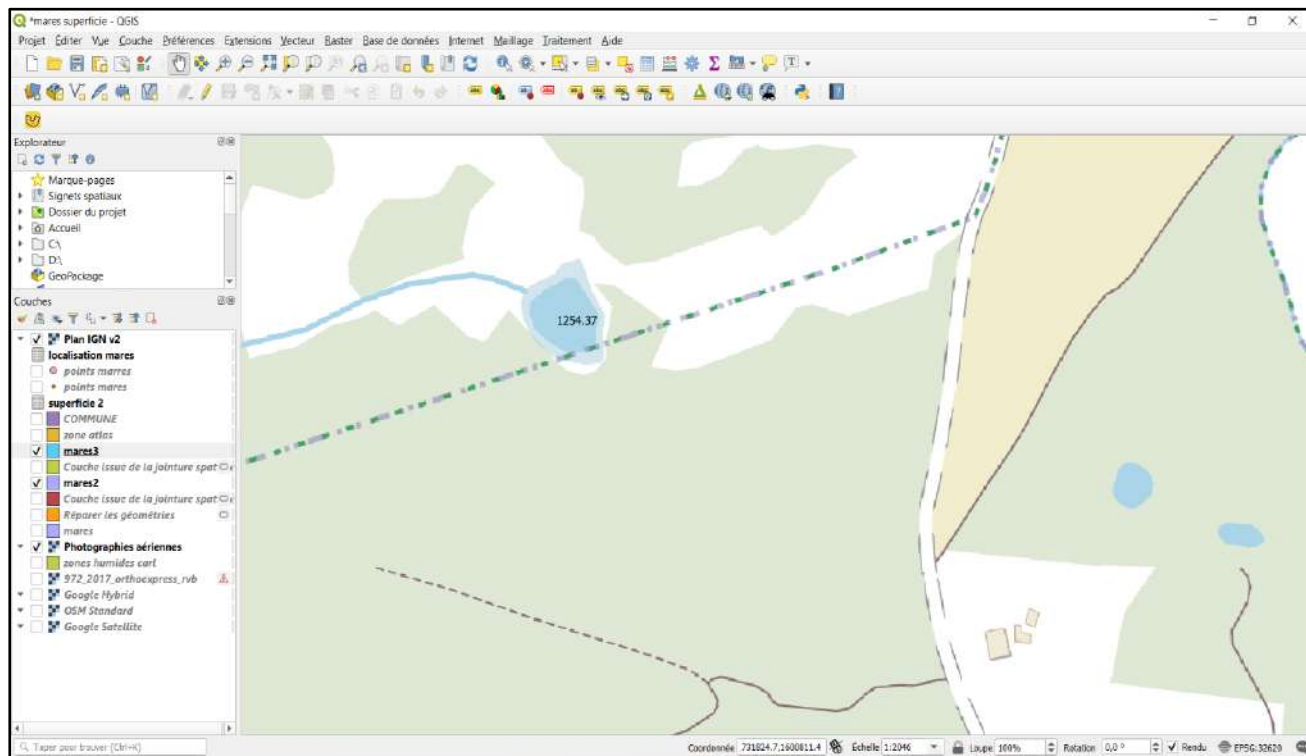 *mares superficie - QGIS
Projet Éditer Vue Couche Préférences Extensions Vecteur Raster Base de données Internet Maillage Traitement Aide
Explorateur
Marque-pages
Signets spatiaux
Dossier du projet
Accueil
C:\
D:\
GeoPackage
Couches
Plan IGN v2
localisation mares
points marres
points mares
superficie 2
COMMUNE
zone atlas
mares3
Couche issue de la jointure spat
mares2
Couche issue de la jointure spat
Réparer les géométries
mares
Photographies aériennes
zones humides carl
972_2017_orthoexpress_rvb
Google Hybrid
OSM Standard
Google Satellite
1254.37
Taper pour trouver (Ctrl+K)
Coordonnée 731824.7,1600811.4 Échelle 1:2046 Loupe 100% Rotation 0,0 ° Rendu EPSG:32620